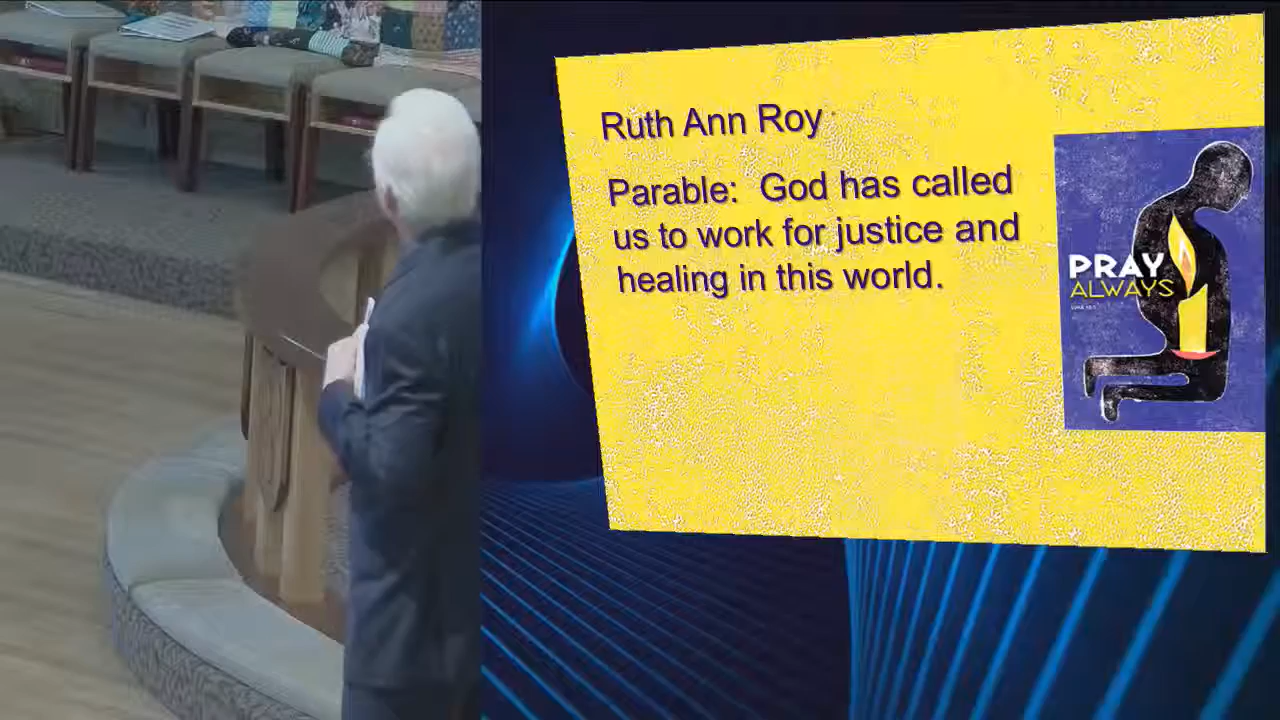 Ruth Ann Roy
Parable: God has called
us to work for justice and
healing in this world.
PRAY
ALWAYS